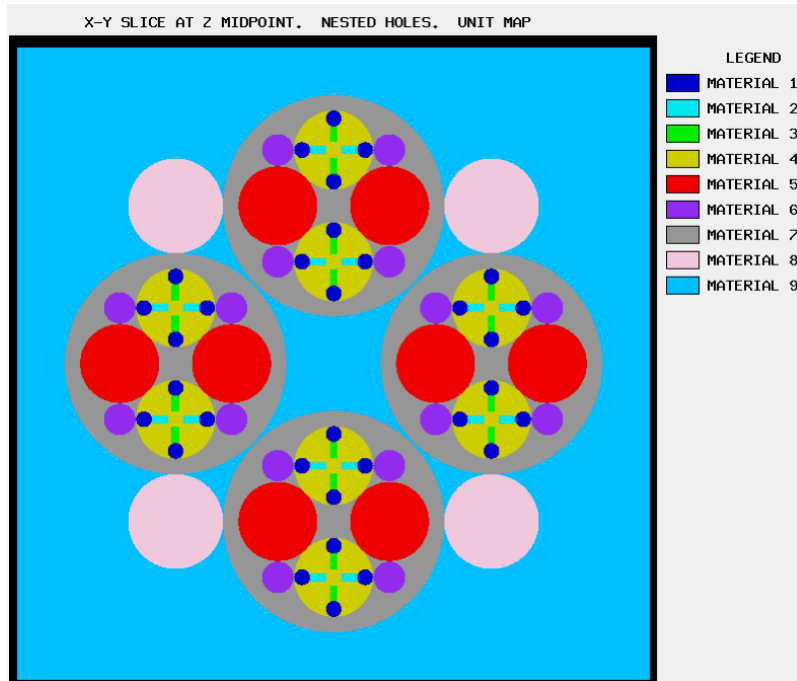 X-Y SLICE AT Z MIDPOINT. NESTED HOLES. UNIT MAP
LEGEND
MATERIAL 1
MATERIAL 2
MATERIAL 3
MATERIAL 4
MATERIAL 5
MATERIAL 6
MATERIAL 7
MATERIAL 8
MATERIAL 9